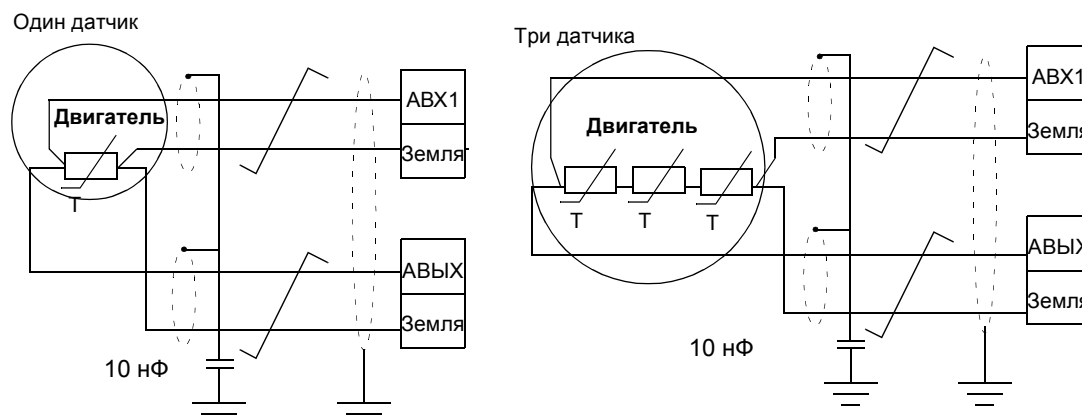 Один датчик
Двигатель
T
АВХ1
Земля
АВЫХ
Земля
10 нФ
Три датчика
Двигатель
T
T
T
АВХ1
Земля
АВЫХ
Земля
10 нФ